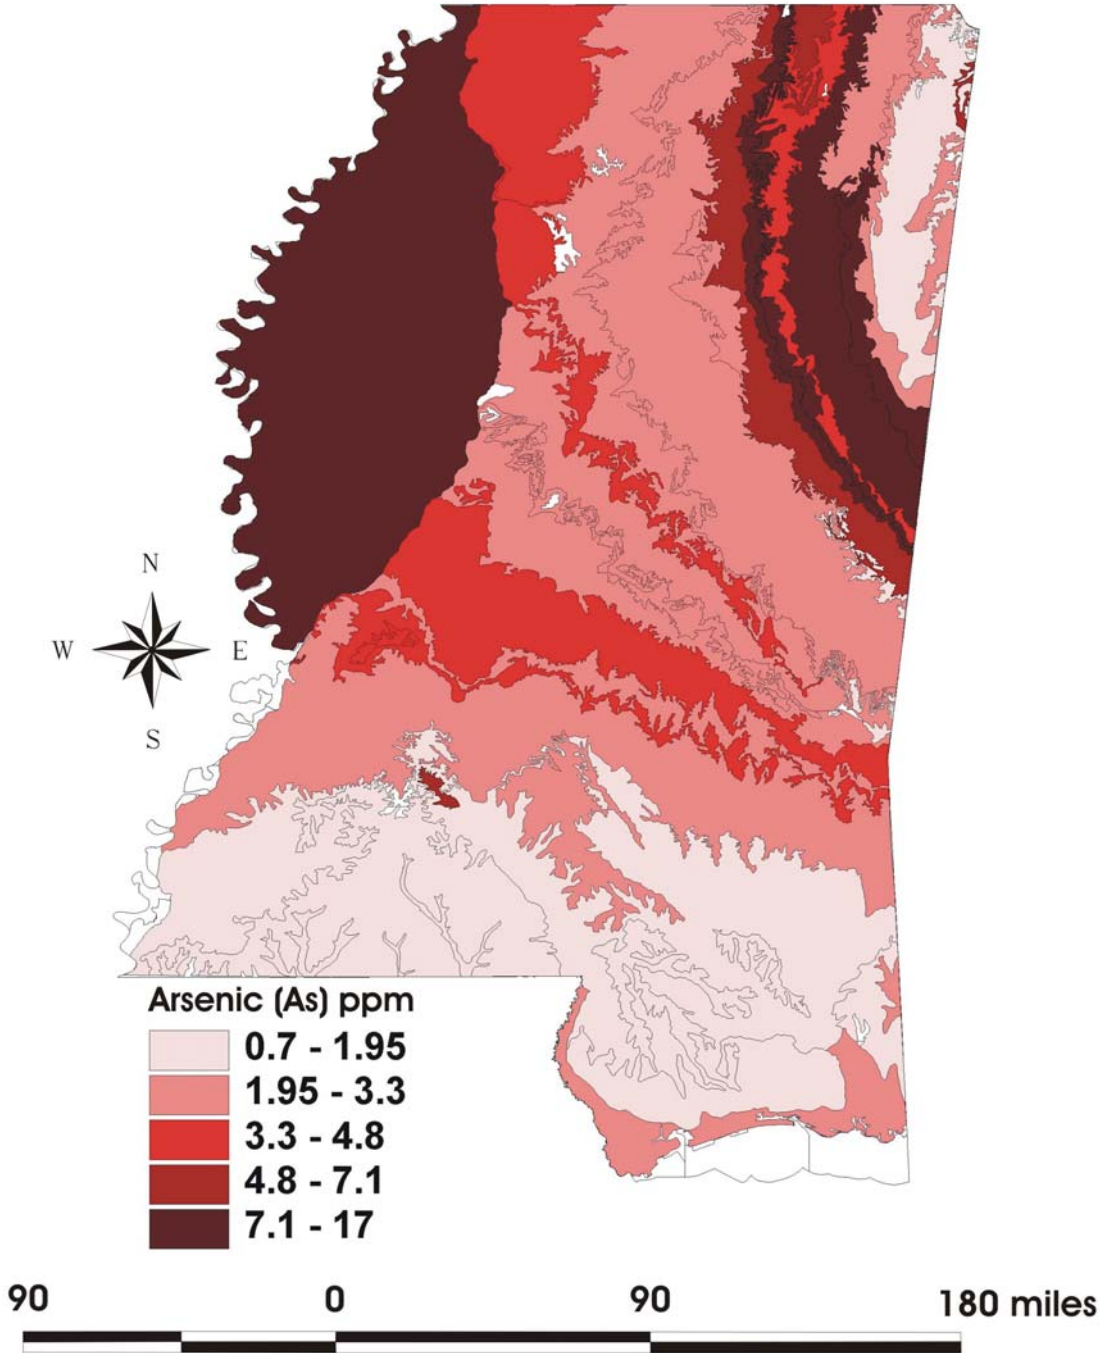 N
W E
S
Arsenic (As) ppm
0.7 - 1.95
1.95 - 3.3
3.3 - 4.8
4.8 - 7.1
7.1 - 17
90 0 90 180 miles